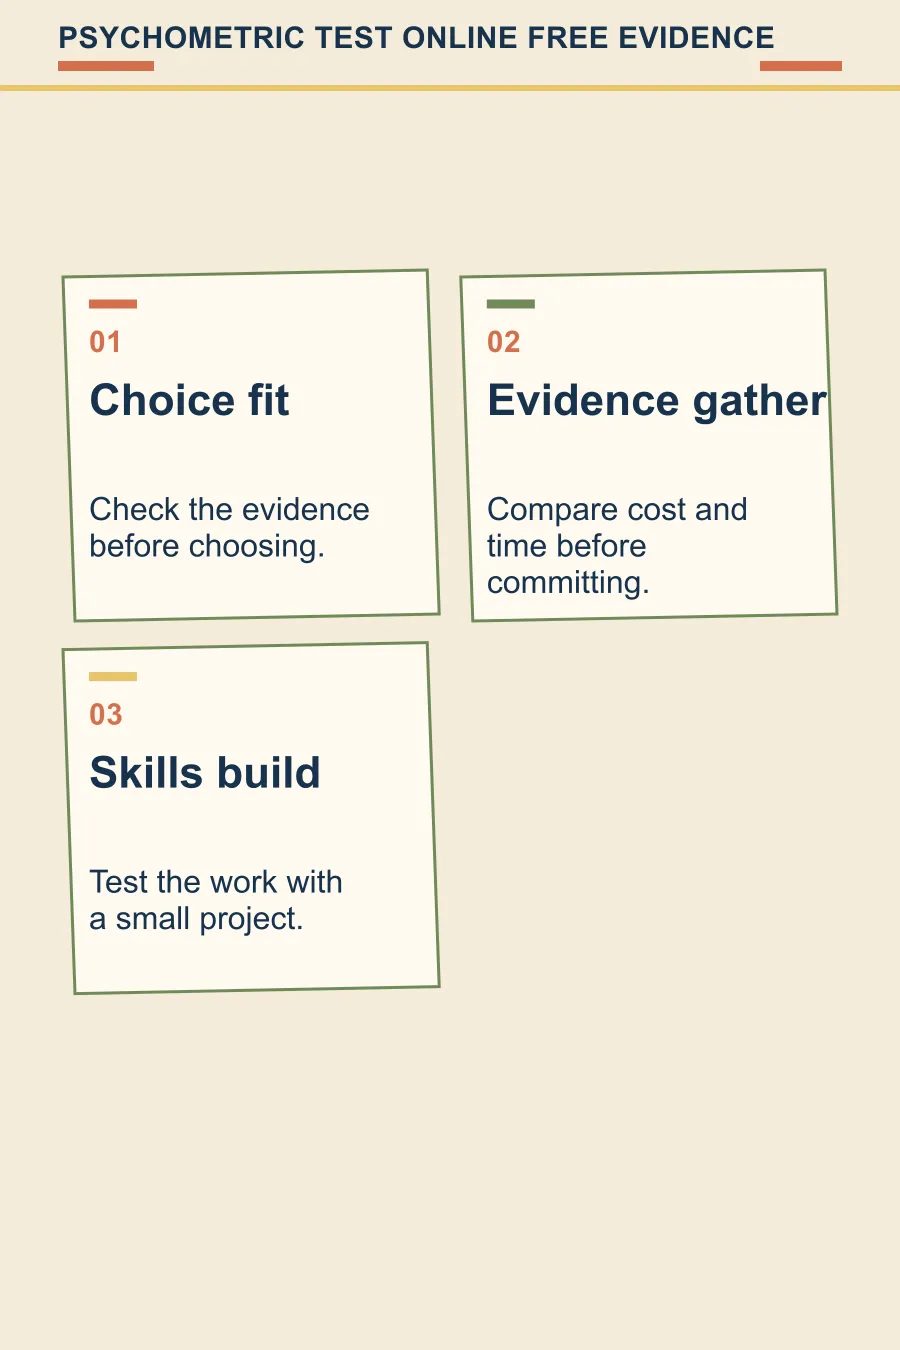 PSYCHOMETRIC TEST ONLINE FREE EVIDENCE
01
Choice fit
Check the evidence
before choosing.
02
Evidence gather
Compare cost and
time before
committing.
03
Skills build
Test the work with
a small project.